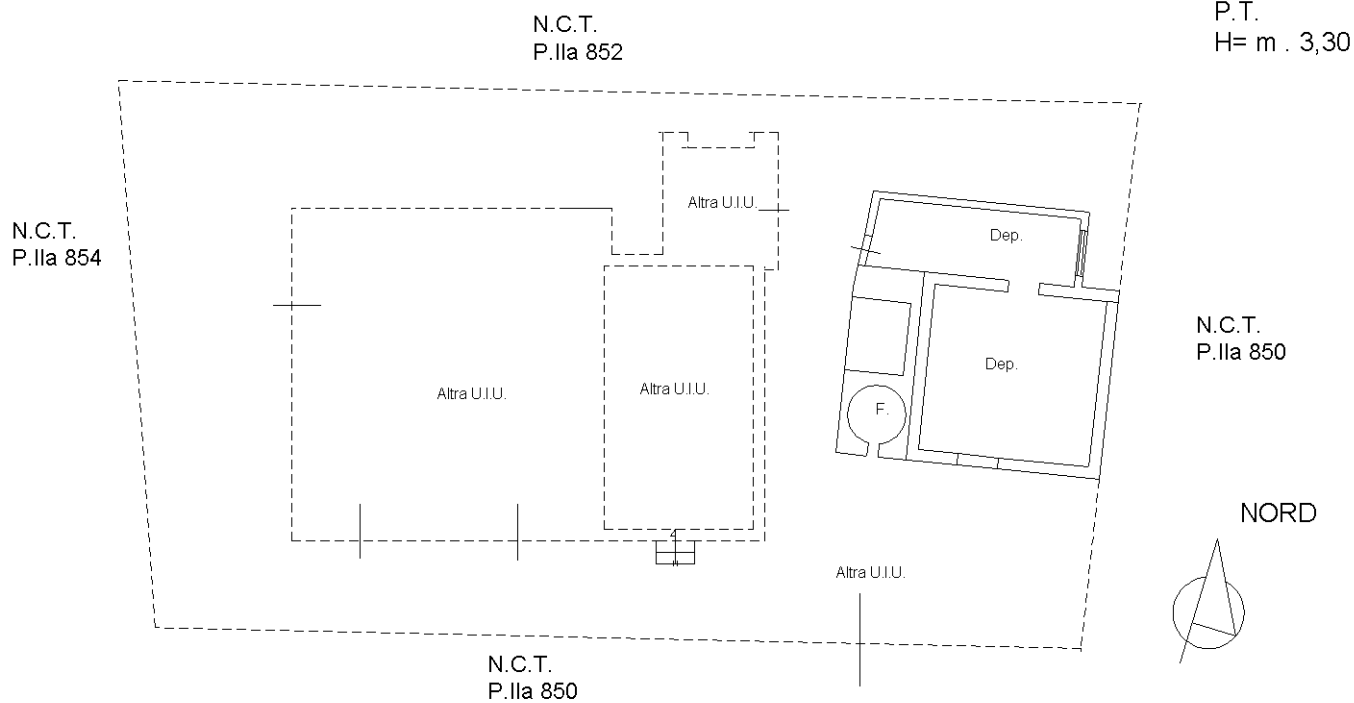 N.C.T.
P.lla 852
P.T.
H= m . 3,30
Altra U.I.U.
N.C.T.
P.lla 854
Dep.
N.C.T.
P.lla 850
Dep.
Altra U.I.U.
Altra U.I.U.
F.
NORD
Altra U.I.U.
N.C.T.
P.lla 850